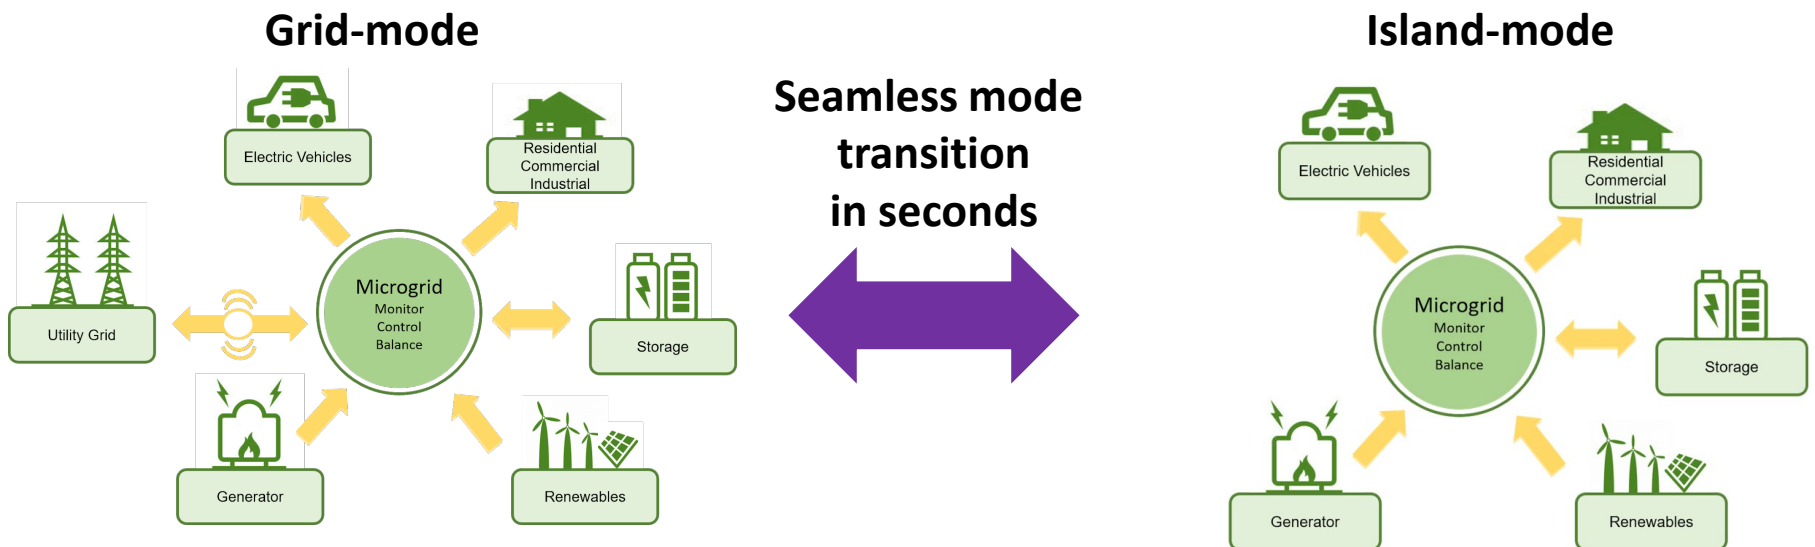 Grid-mode
Electric Vehicles
Residential
Commercial
Industrial
Utility Grid
Microgrid
Monitor
Control
Balance
Storage
Generator
Renewables
Seamless mode
transition
in seconds
Island-mode
Electric Vehicles
Residential
Commercial
Industrial
Microgrid
Monitor
Control
Balance
Storage
Generator
Renewables